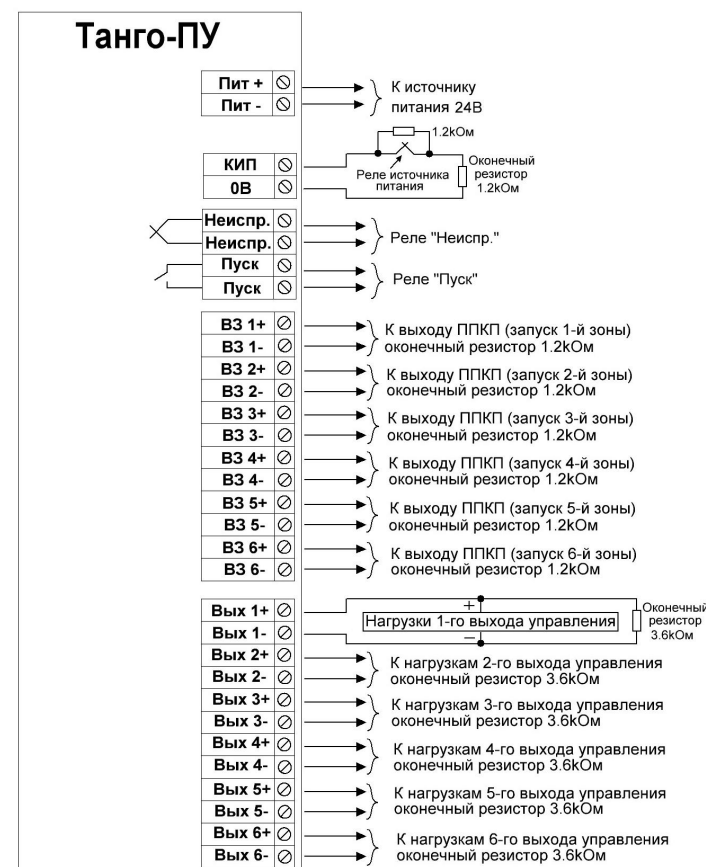 Танго-ПУ
Пит +
Пит -
К источнику
питания 24В
1.2kОм
КИП
0В
Реле источника
питания
Оконечный
резистор
1.2kОм
Неиспр.
Неиспр.
Реле "Неиспр."
Пуск
Пуск
Реле "Пуск"
ВЗ 1+
ВЗ 1-
К выходу ППКП (запуск 1-й зоны)
оконечный резистор 1.2kОм
ВЗ 2+
ВЗ 2-
К выходу ППКП (запуск 2-й зоны)
оконечный резистор 1.2kОм
ВЗ 3+
ВЗ 3-
К выходу ППКП (запуск 3-й зоны)
оконечный резистор 1.2kОм
ВЗ 4+
ВЗ 4-
К выходу ППКП (запуск 4-й зоны)
оконечный резистор 1.2kОм
ВЗ 5+
ВЗ 5-
К выходу ППКП (запуск 5-й зоны)
оконечный резистор 1.2kОм
ВЗ 6+
ВЗ 6-
К выходу ППКП (запуск 6-й зоны)
оконечный резистор 1.2kОм
Вых 1+
Вых 1-
+
Нагрузки 1-го выхода управления
−
Оконечный
резистор
3.6kОм
Вых 2+
Вых 2-
К нагрузкам 2-го выхода управления
оконечный резистор 3.6kОм
Вых 3+
Вых 3-
К нагрузкам 3-го выхода управления
оконечный резистор 3.6kОм
Вых 4+
Вых 4-
К нагрузкам 4-го выхода управления
оконечный резистор 3.6kОм
Вых 5+
Вых 5-
К нагрузкам 5-го выхода управления
оконечный резистор 3.6kОм
Вых 6+
Вых 6-
К нагрузкам 6-го выхода управления
оконечный резистор 3.6kОм